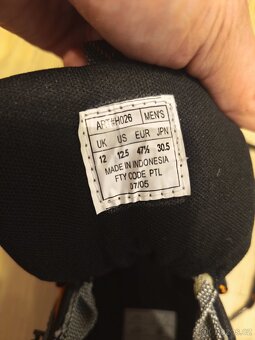 ART#H026 MEN'S
UK US EUR JPN
12 12.5 47½ 30.5
MADE IN INDONESIA
FTY CODE PTL
07/05